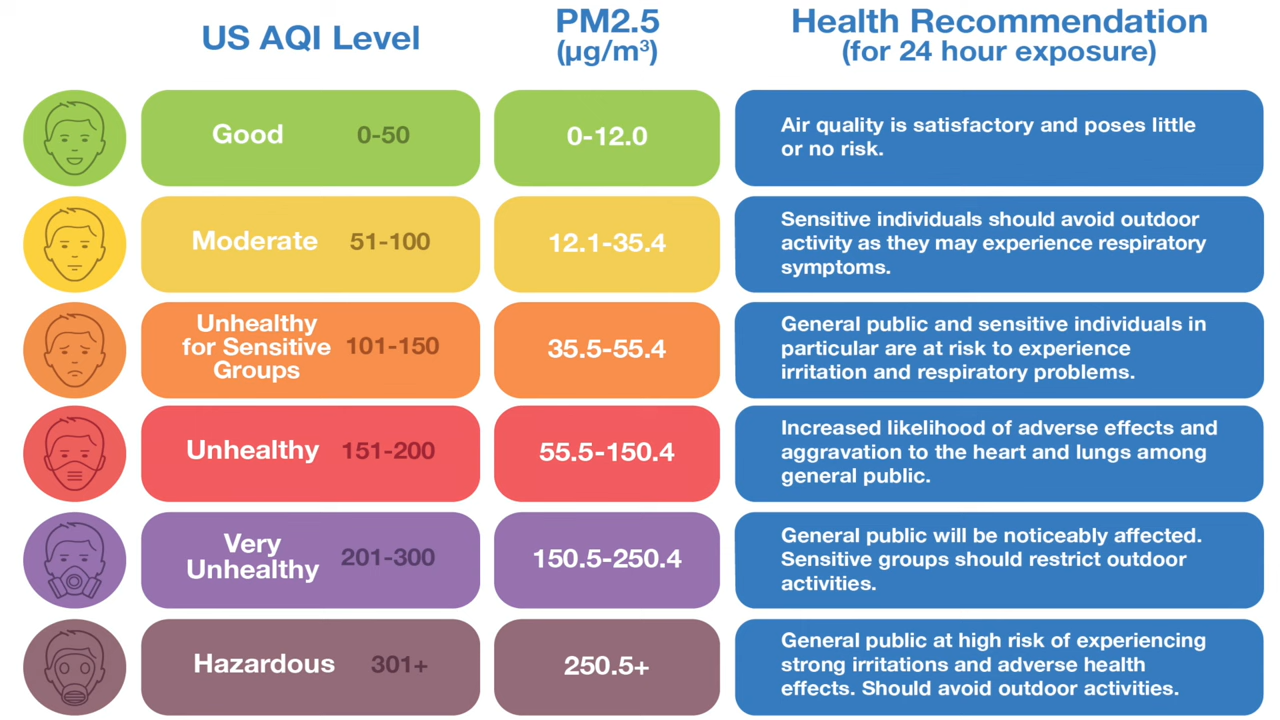 US AQI Level
PM2.5
(µg/m³)
Health Recommendation
(for 24 hour exposure)
Good 0-50
0-12.0
Air quality is satisfactory and poses little
or no risk.
Moderate 51-100
12.1-35.4
Sensitive individuals should avoid outdoor
activity as they may experience respiratory
symptoms.
Unhealthy
for Sensitive
Groups
101-150
35.5-55.4
General public and sensitive individuals in
particular are at risk to experience
irritation and respiratory problems.
Unhealthy 151-200
55.5-150.4
Increased likelihood of adverse effects and
aggravation to the heart and lungs among
general public.
Very
Unhealthy
201-300
150.5-250.4
General public will be noticeably affected.
Sensitive groups should restrict outdoor
activities.
Hazardous 301+
250.5+
General public at high risk of experiencing
strong irritations and adverse health
effects. Should avoid outdoor activities.